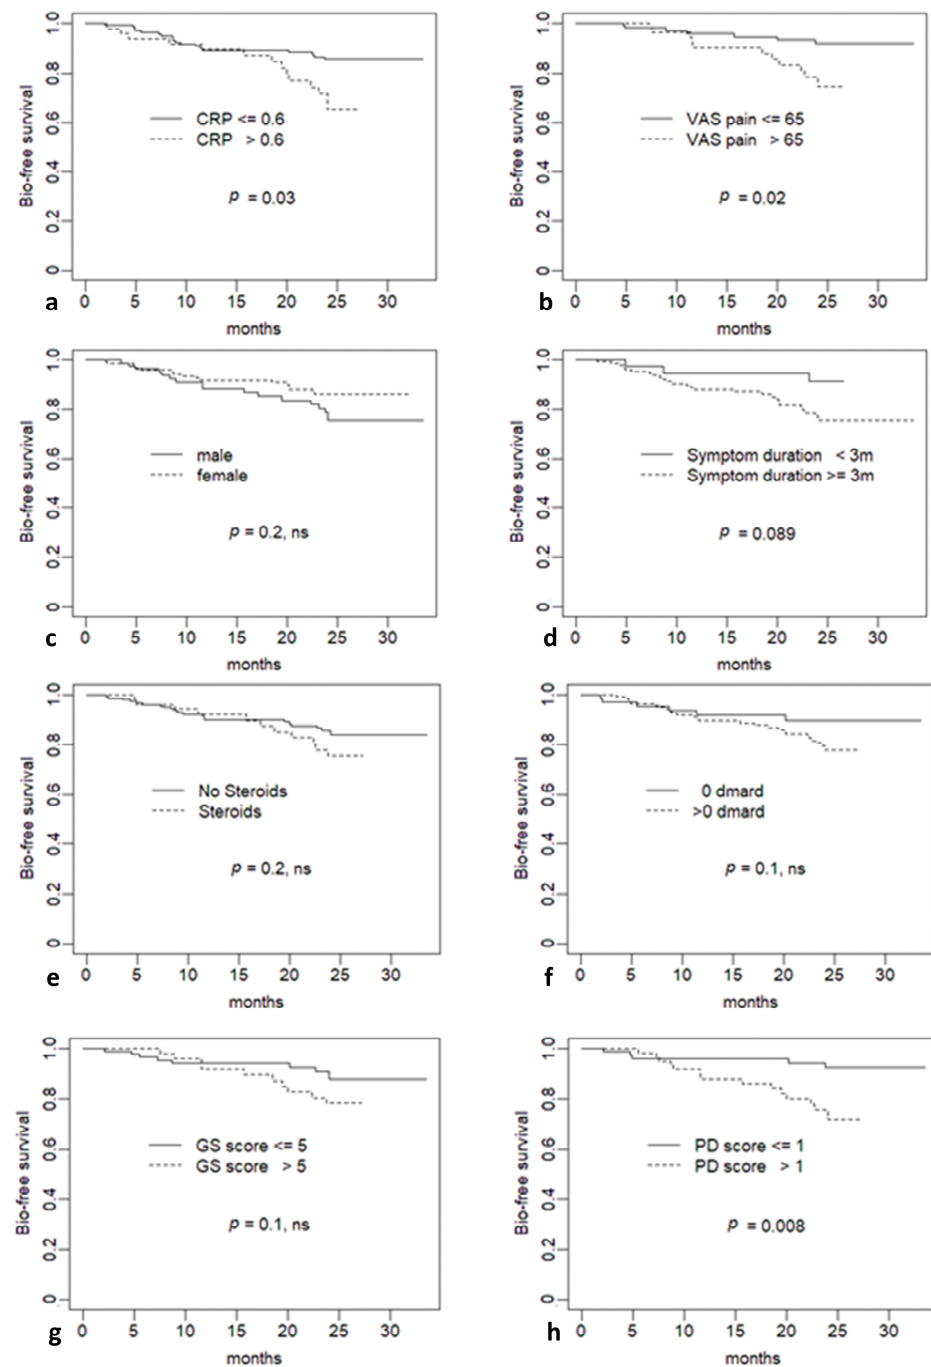 Bio-free survival
1.0
0.8
0.6
0.4
0.2
0
CRP <= 0.6
CRP > 0.6
p = 0.03
0 5 10 15 20 25 30
months
a
Bio-free survival
1.0
0.8
0.6
0.4
0.2
0
VAS pain <= 65
VAS pain > 65
p = 0.02
0 5 10 15 20 25 30
months
b
Bio-free survival
1.0
0.8
0.6
0.4
0.2
0
male
female
p = 0.2, ns
0 5 10 15 20 25 30
months
c
Bio-free survival
1.0
0.8
0.6
0.4
0.2
0
Symptom duration < 3m
Symptom duration >= 3m
p = 0.089
0 5 10 15 20 25 30
months
d
Bio-free survival
1.0
0.8
0.6
0.4
0.2
0
No Steroids
Steroids
p = 0.2, ns
0 5 10 15 20 25 30
months
e
Bio-free survival
1.0
0.8
0.6
0.4
0.2
0
0 dmard
>0 dmard
p = 0.1, ns
0 5 10 15 20 25 30
months
f
Bio-free survival
1.0
0.8
0.6
0.4
0.2
0
GS score <= 5
GS score > 5
p = 0.1, ns
0 5 10 15 20 25 30
months
g
Bio-free survival
1.0
0.8
0.6
0.4
0.2
0
PD score <= 1
PD score > 1
p = 0.008
0 5 10 15 20 25 30
months
h